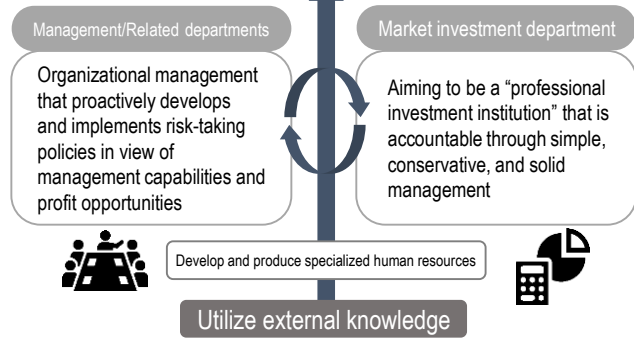 Management/Related departments
Organizational management
that proactively develops
and implements risk-taking
policies in view of
management capabilities and
profit opportunities
Market investment department
Aiming to be a “professional
investment institution” that is
accountable through simple,
conservative, and solid
management
Develop and produce specialized human resources
Utilize external knowledge